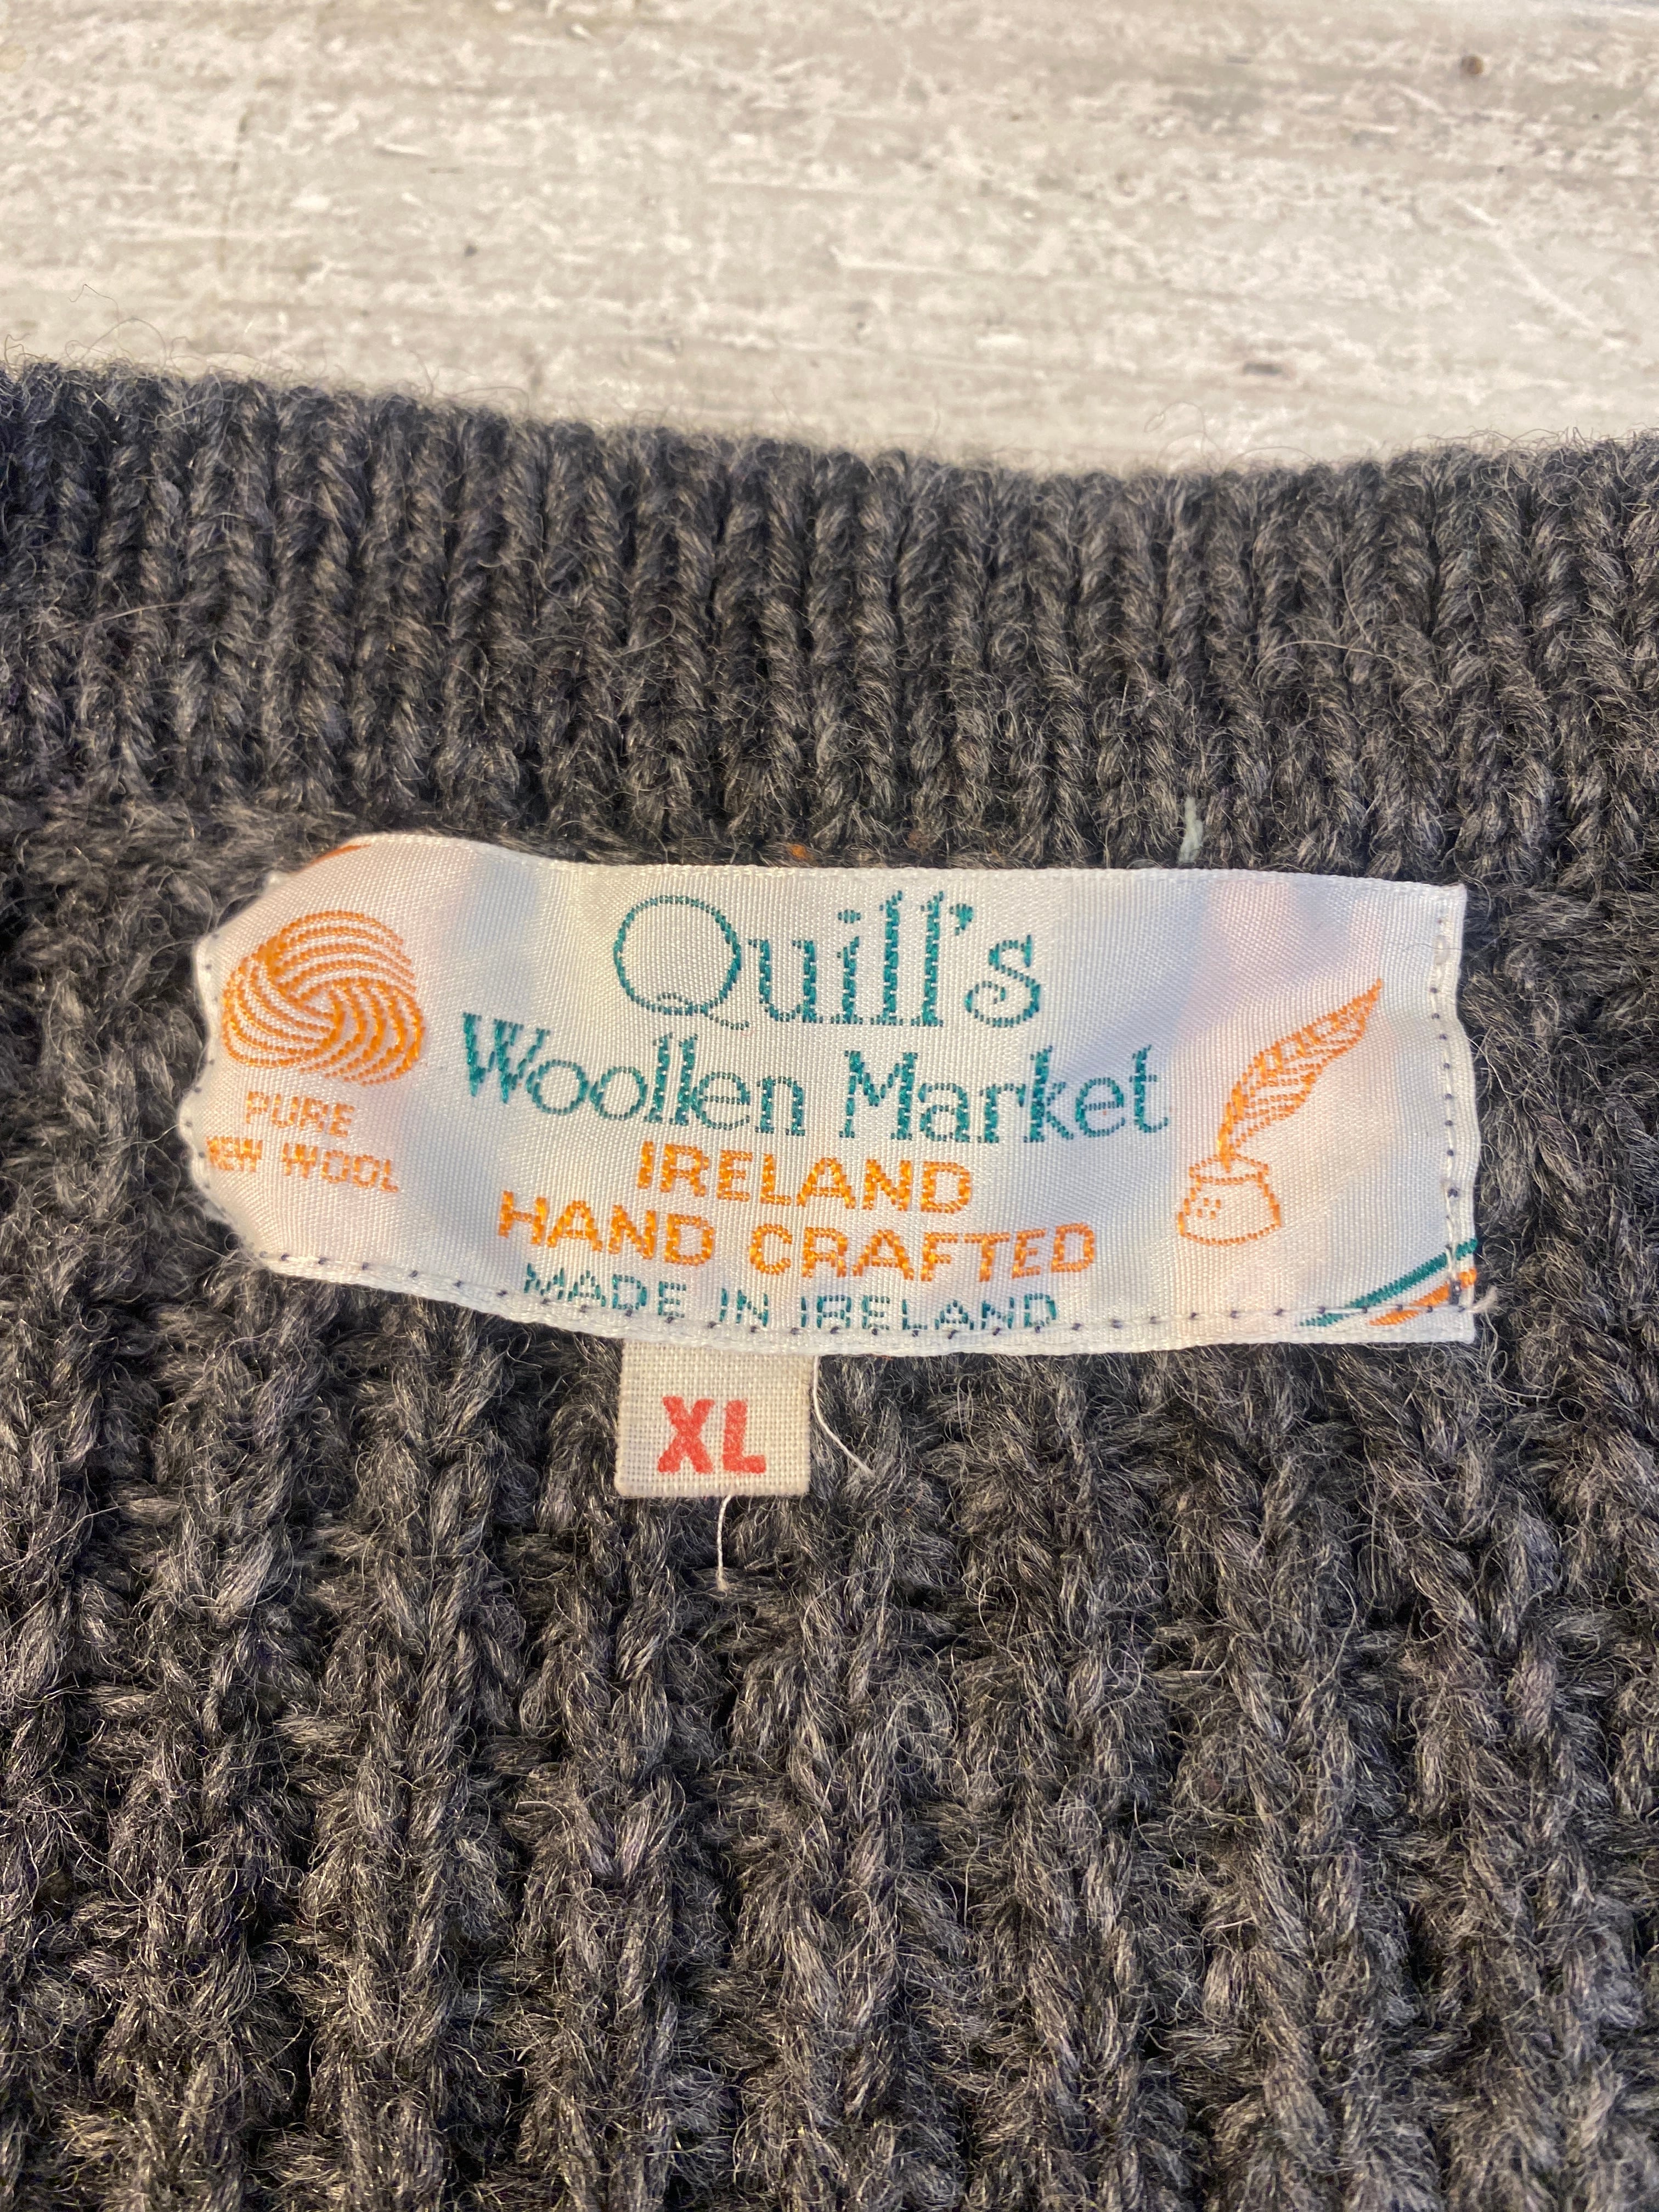 Quill's
Woollen Market
IRELAND
HAND CRAFTED
MADE IN IRELAND
PURE
NEW WOOL
XL